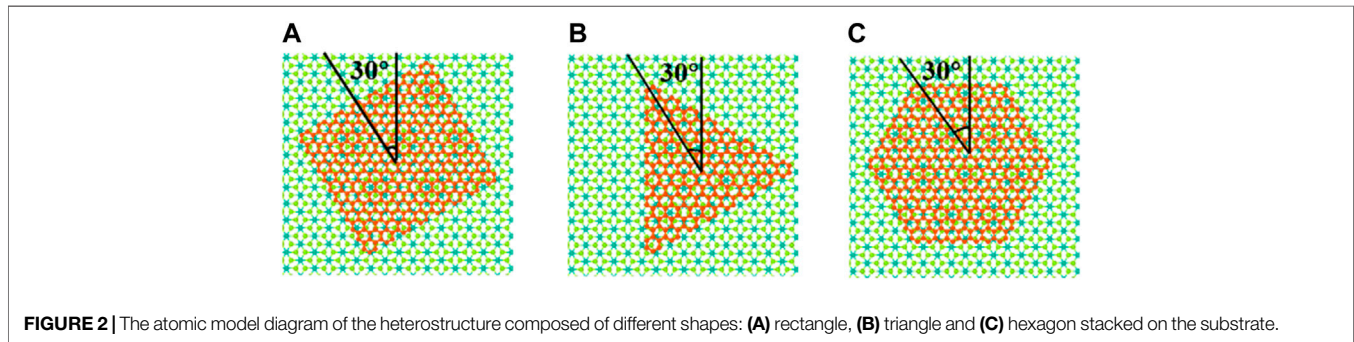 A
B
C
30°
30°
30°
FIGURE 2 | The atomic model diagram of the heterostructure composed of different shapes: (A) rectangle, (B) triangle and (C) hexagon stacked on the substrate.